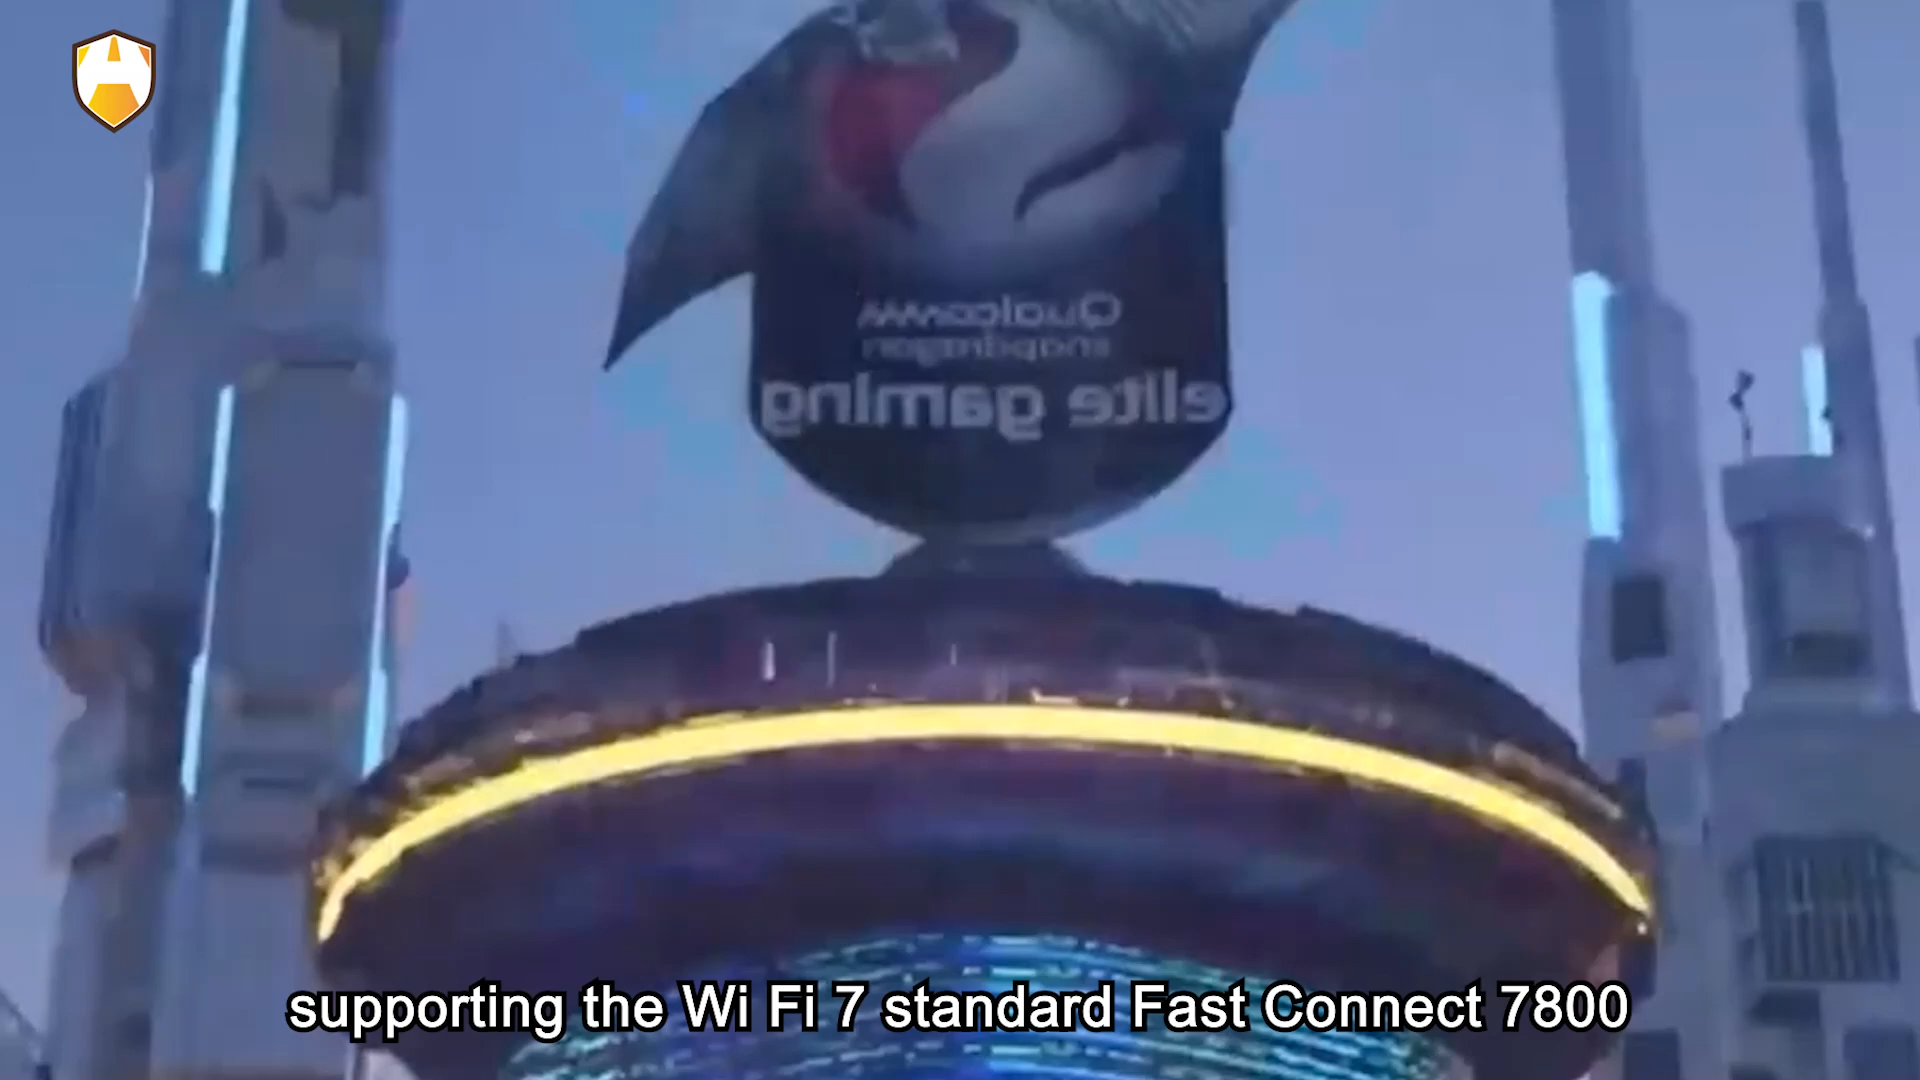 Qualcomm
snapdragon
elite gaming
supporting the Wi Fi 7 standard Fast Connect 7800